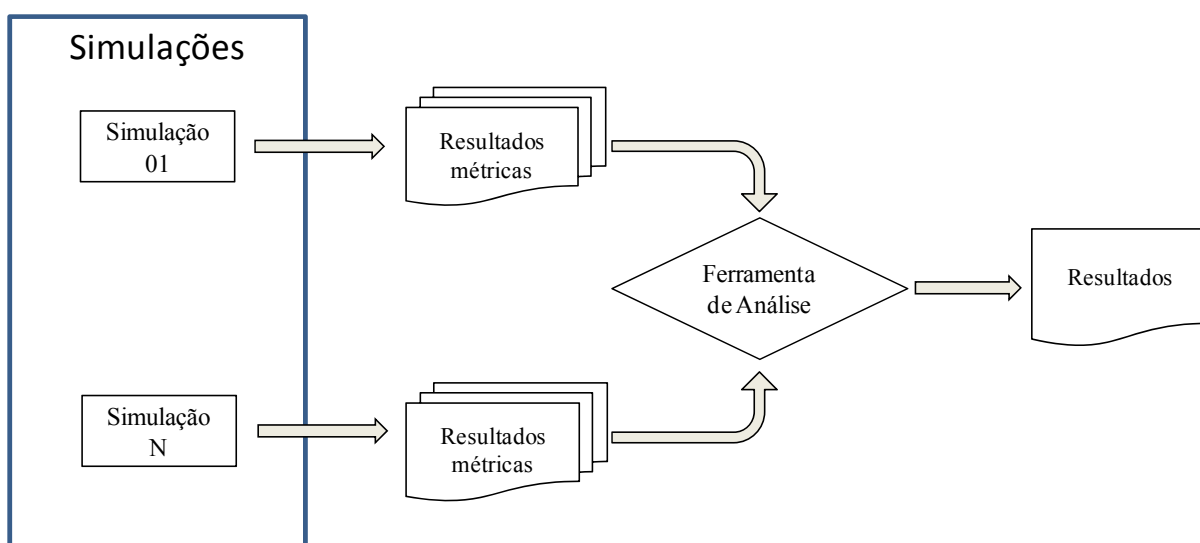 Simulações
Simulação
01
Resultados
métricas
Ferramenta
de Análise
Resultados
Simulação
N
Resultados
métricas